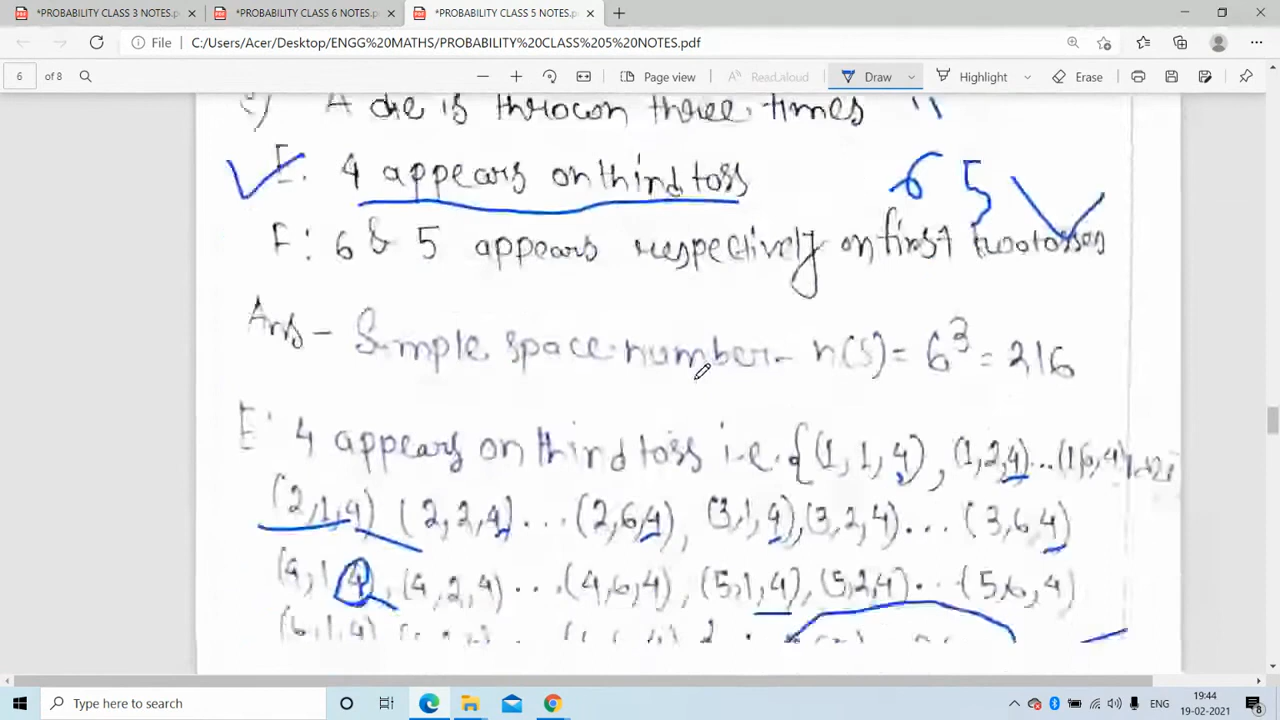 *PROBABILITY CLASS 3 NOTES.p
*PROBABILITY CLASS 6 NOTES.p
*PROBABILITY CLASS 5 NOTES.p
File
C:/Users/Acer/Desktop/ENGG%20MATHS/PROBABILITY%20CLASS%205%20NOTES.pdf
6 of 8
Page view
Read aloud
Draw
Highlight
Erase
A die is thrown three times
E: 4 appears on third toss
6 5
F: 6 & 5 appears respectively on first two tosses
Ans - Sample space number - n(S) = 6³ = 216
E: 4 appears on third toss i.e. {(1, 1, 4), (1, 2, 4) ... (1, 6, 4)
(2, 1, 4) (2, 2, 4) ... (2, 6, 4), (3, 1, 4), (3, 2, 4) ... (3, 6, 4)
(4, 1, 4), (4, 2, 4) ... (4, 6, 4), (5, 1, 4), (5, 2, 4) ... (5, 6, 4)
(6, 1, 4)
Type here to search
ENG
19:44
19-02-2021
8